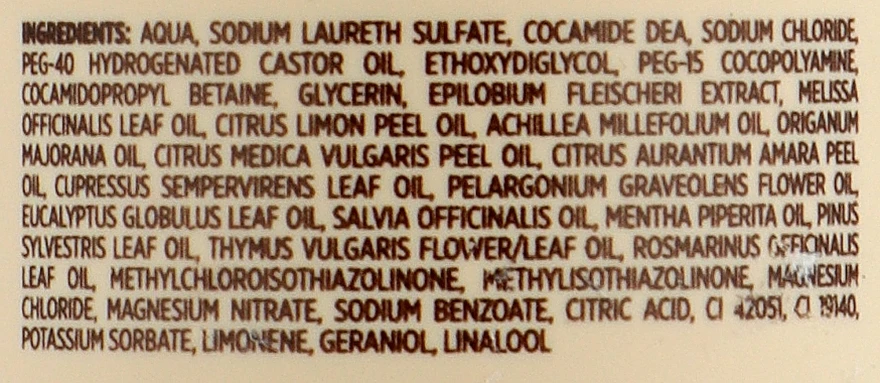 INGREDIENTS: AQUA, SODIUM LAURETH SULFATE, COCAMIDE DEA, SODIUM CHLORIDE,
PEG-40 HYDROGENATED CASTOR OIL, ETHOXYDIGLYCOL, PEG-15 COCOPOLYAMINE,
COCAMIDOPROPYL BETAINE, GLYCERIN, EPILOBIUM FLEISCHERI EXTRACT, MELISSA
OFFICINALIS LEAF OIL, CITRUS LIMON PEEL OIL, ACHILLEA MILLEFOLIUM OIL, ORIGANUM
MAJORANA OIL, CITRUS MEDICA VULGARIS PEEL OIL, CITRUS AURANTIUM AMARA PEEL
OIL, CUPRESSUS SEMPERVIRENS LEAF OIL, PELARGONIUM GRAVEOLENS FLOWER OIL,
EUCALYPTUS GLOBULUS LEAF OIL, SALVIA OFFICINALIS OIL, MENTHA PIPERITA OIL, PINUS
SYLVESTRIS LEAF OIL, THYMUS VULGARIS FLOWER/LEAF OIL, ROSMARINUS OFFICINALIS
LEAF OIL, METHYLCHLOROISOTHIAZOLINONE, METHYLISOTHIAZOLINONE, MAGNESIUM
CHLORIDE, MAGNESIUM NITRATE, SODIUM BENZOATE, CITRIC ACID, CI 42051, CI 19140,
POTASSIUM SORBATE, LIMONENE, GERANIOL, LINALOOL